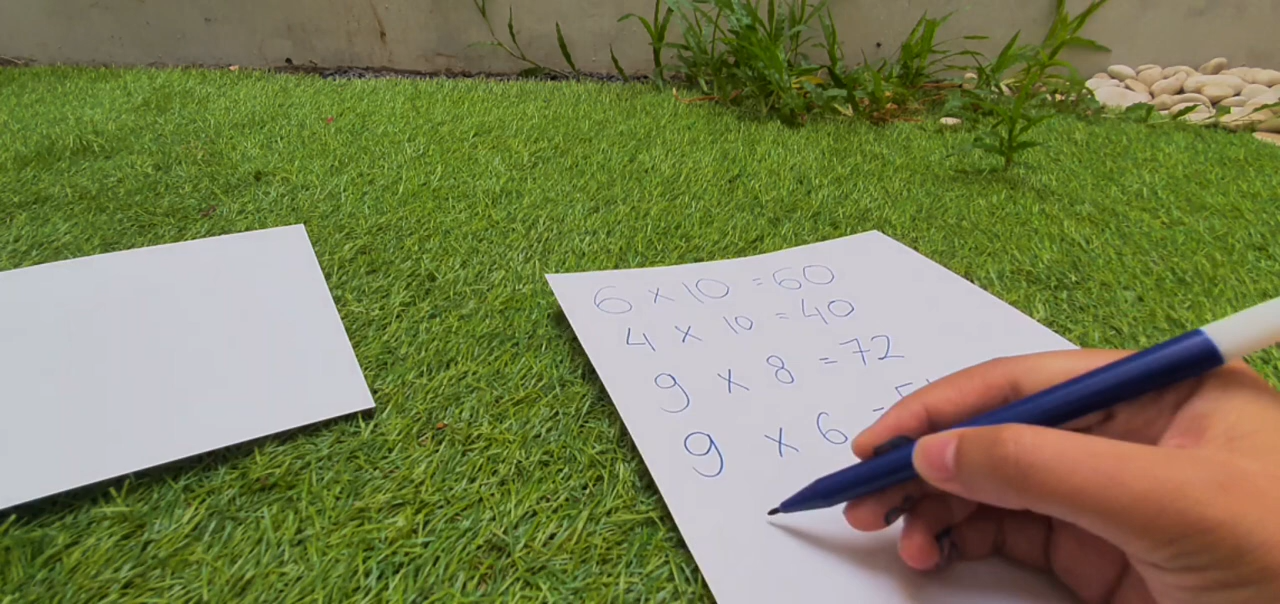 6 x 10 = 60
4 x 10 = 40
9 x 8 = 72
9 x 6 =